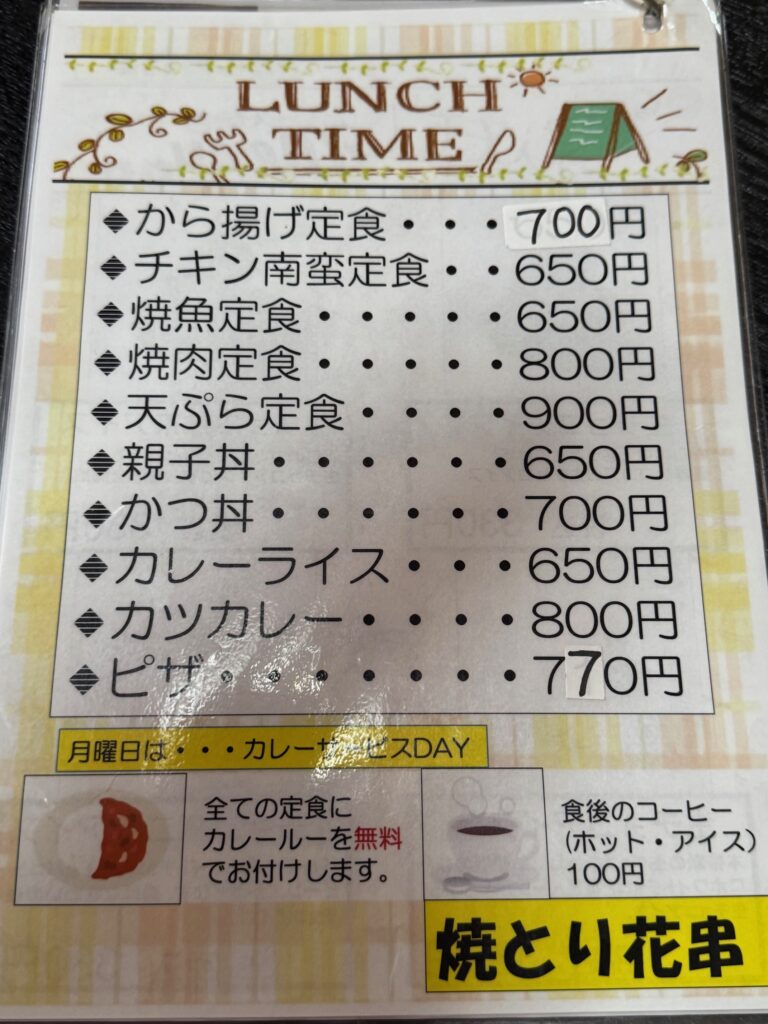 LUNCH
TIME
◆から揚げ定食・・・700円
◆チキン南蛮定食・・650円
◆焼魚定食・・・・・650円
◆焼肉定食・・・・・800円
◆天ぷら定食・・・・900円
◆親子丼・・・・・・650円
◆かつ丼・・・・・・700円
◆カレーライス・・・650円
◆カツカレー・・・・800円
◆ピザ・・・・・・・・770円
月曜日は・・・カレーサービスDAY
全ての定食に
カレールーを無料
でお付けします。
食後のコーヒー
(ホット・アイス)
100円
焼とり花串